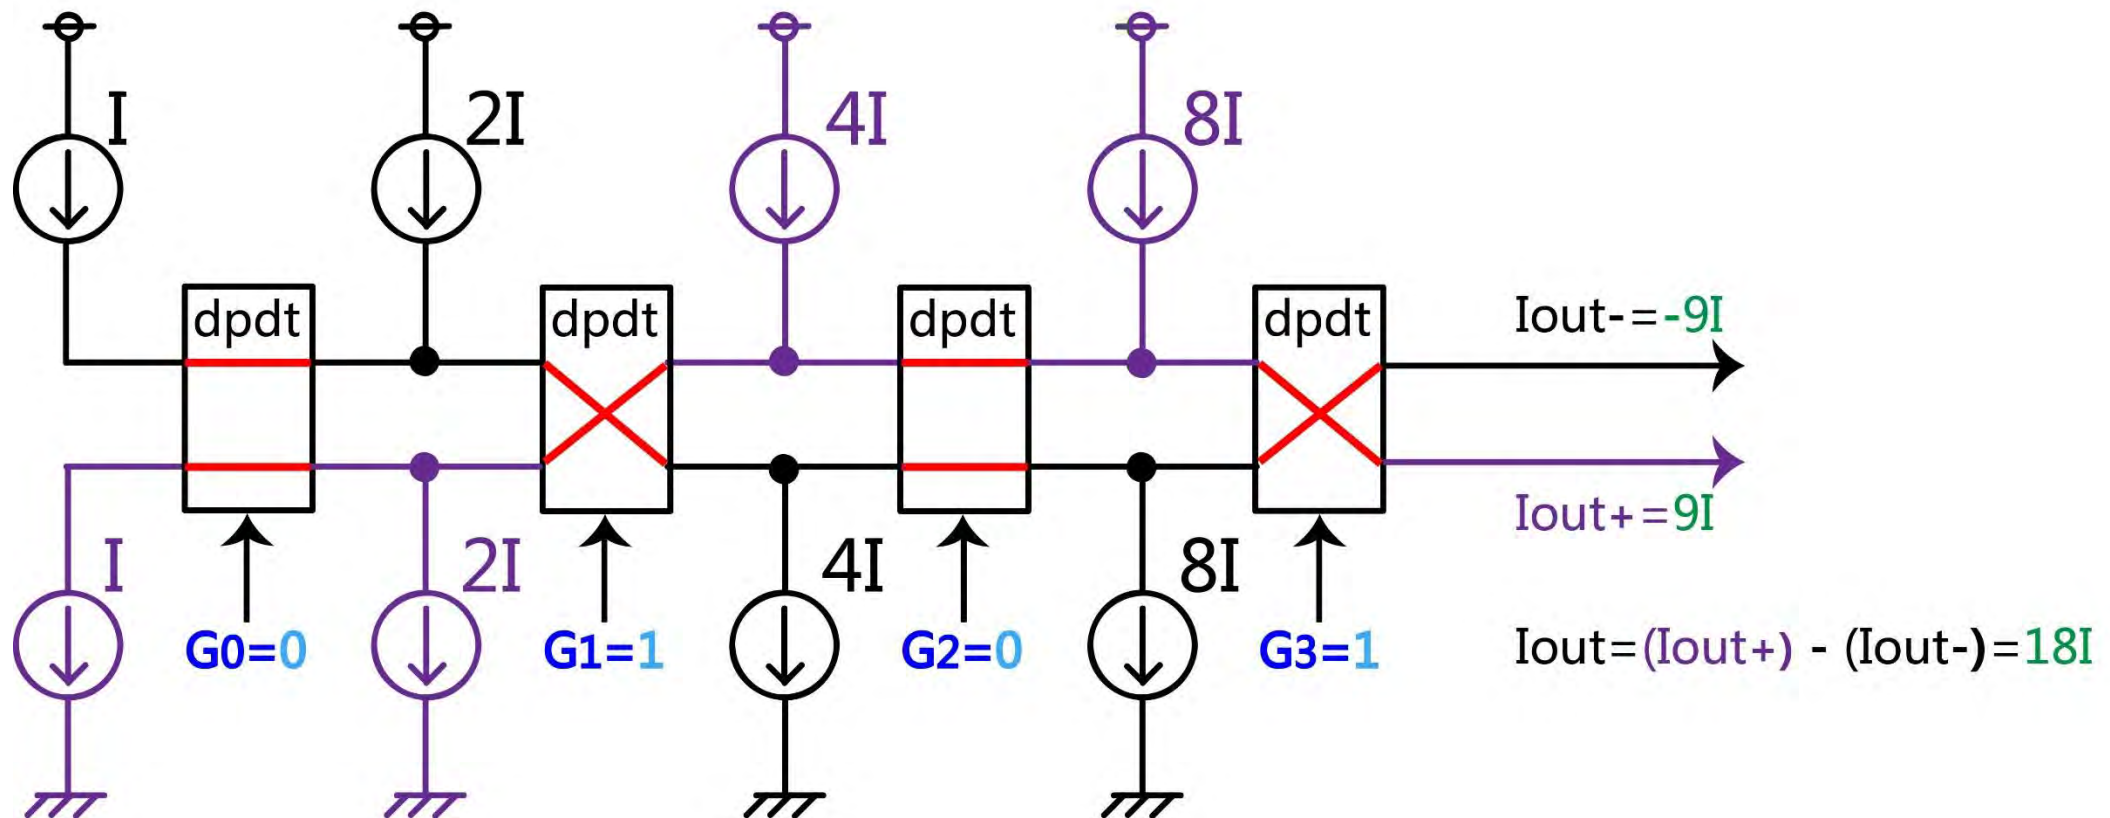 I
2I
4I
8I
dpdt
dpdt
dpdt
dpdt
Iout-=-9I
Iout+=9I
I
2I
4I
8I
G0=0
G1=1
G2=0
G3=1
Iout=(Iout+) - (Iout-)=18I